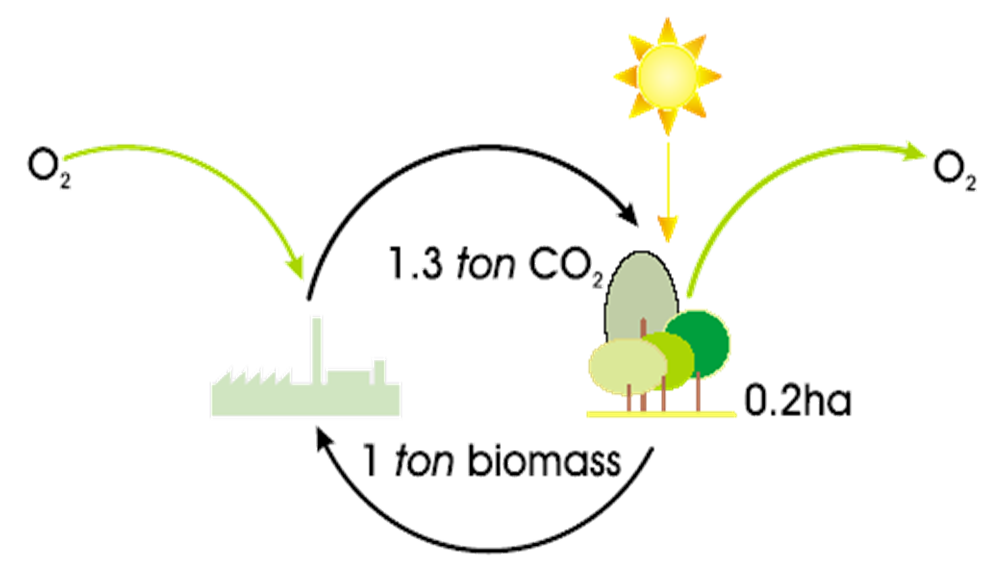 O₂
O₂
1.3 ton CO₂
0.2ha
1 ton biomass